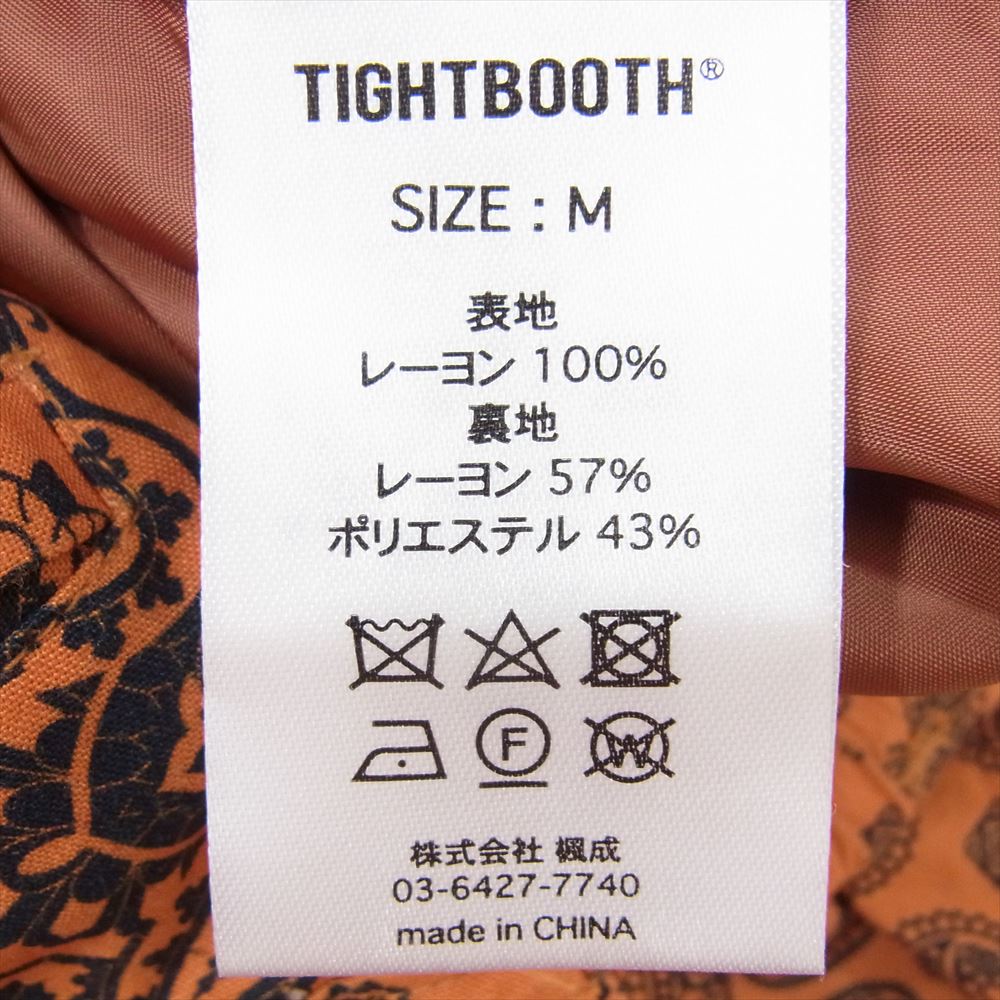 TIGHTBOOTH®
SIZE : M
表地
レーヨン 100%
裏地
レーヨン 57%
ポリエステル 43%
F W
株式会社 楓成
03-6427-7740
made in CHINA